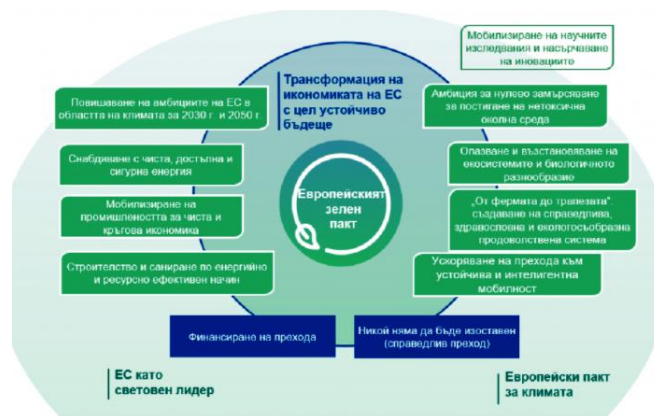 Мобилизиране на научните
изследвания и насърчаване
на иновациите
Трансформация на
икономиката на ЕС
с цел устойчиво
бъдеще
Повишаване на амбициите на ЕС в
областта на климата за 2030 г. и 2050 г.
Амбиция за нулево замърсяване
за постигане на нетоксична
околна среда
Снабдяване с чиста, достъпна и
сигурна енергия
Опазване и възстановяване на
екосистемите и биологичното
разнообразие
Европейският
зелен
пакт
Мобилизиране на
промишлеността за чиста и
кръгова икономика
„От фермата до трапезата“:
създаване на справедлива,
здравословна и екологосъобразна
продоволствена система
Строителство и саниране по енергийно
и ресурсно ефективен начин
Ускоряване на прехода към
устойчива и интелигентна
мобилност
Финансиране на прехода
Никой няма да бъде изоставен
(справедлив преход)
ЕС като
световен лидер
Европейски пакт
за климата